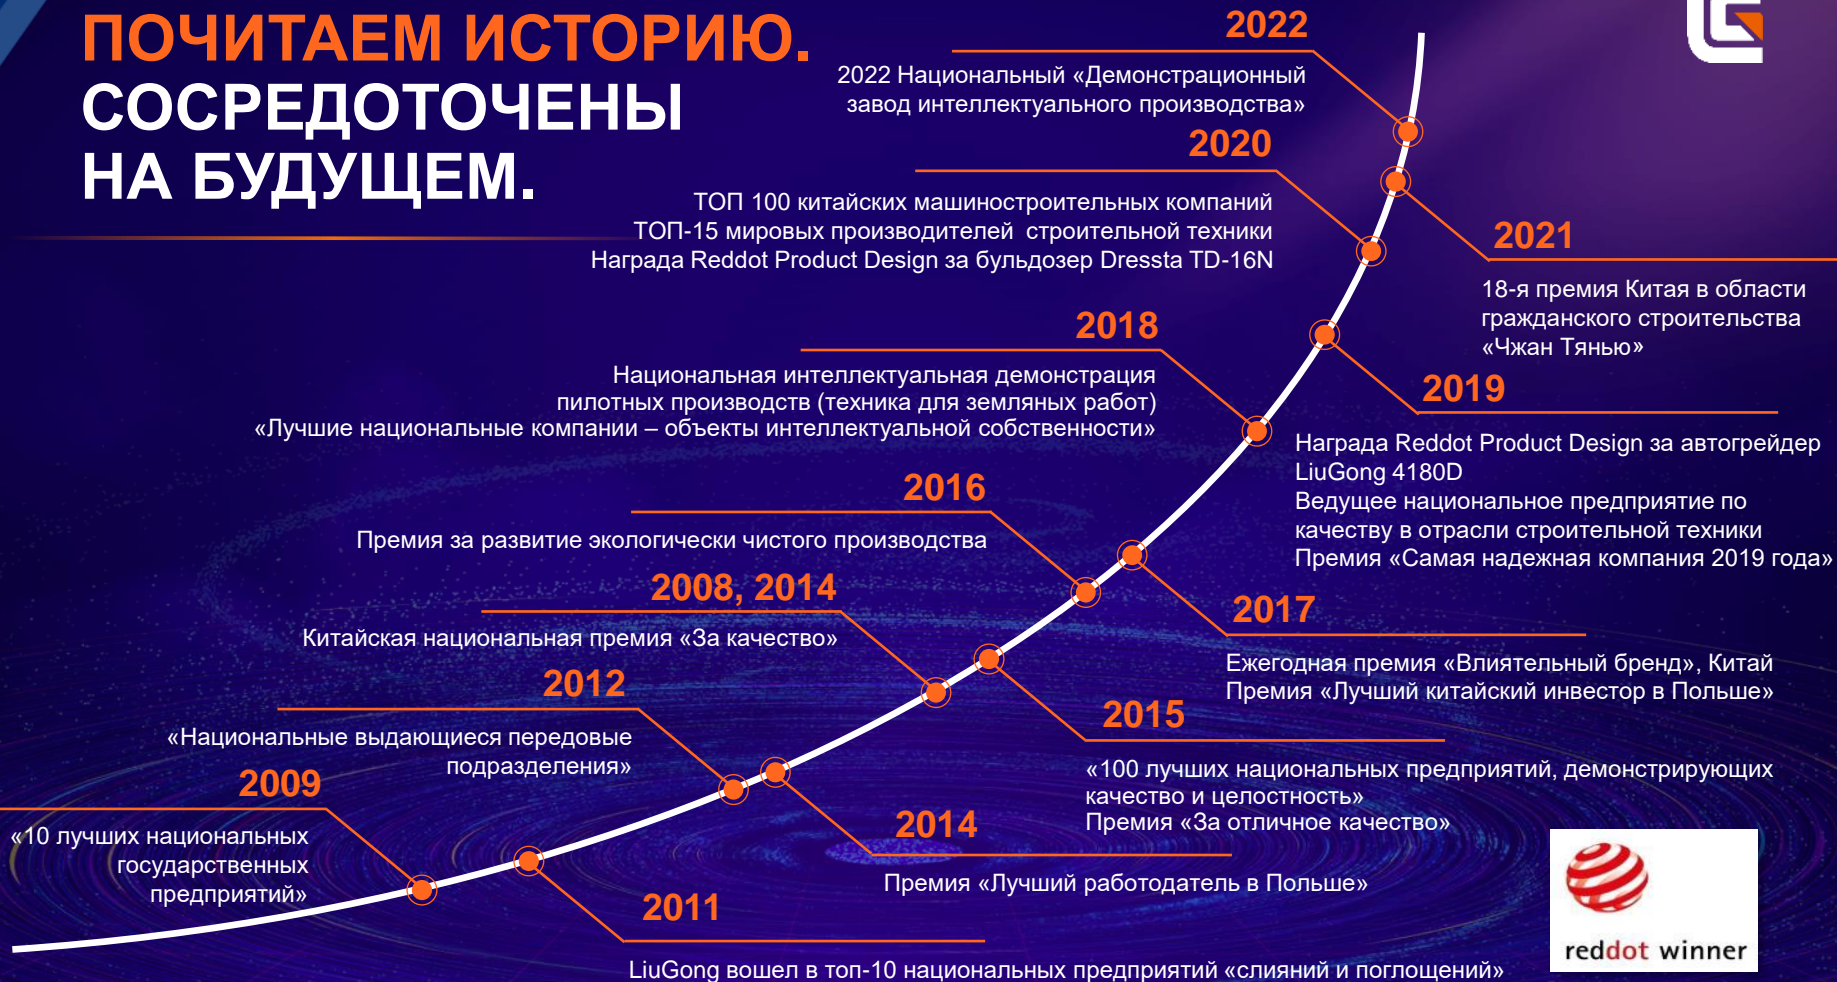 ПОЧИТАЕМ ИСТОРИЮ.
СОСРЕДОТОЧЕНЫ
НА БУДУЩЕМ.
2022
2022 Национальный «Демонстрационный
завод интеллектуального производства»
2020
ТОП 100 китайских машиностроительных компаний
ТОП-15 мировых производителей строительной техники
Награда Reddot Product Design за бульдозер Dressta TD-16N
2021
18-я премия Китая в области
гражданского строительства
«Чжан Тянью»
2018
Национальная интеллектуальная демонстрация
пилотных производств (техника для земляных работ)
«Лучшие национальные компании – объекты интеллектуальной собственности»
2019
Награда Reddot Product Design за автогрейдер
LiuGong 4180D
Ведущее национальное предприятие по
качеству в отрасли строительной техники
Премия «Самая надежная компания 2019 года»
2016
Премия за развитие экологически чистого производства
2008, 2014
Китайская национальная премия «За качество»
2017
Ежегодная премия «Влиятельный бренд», Китай
Премия «Лучший китайский инвестор в Польше»
2012
«Национальные выдающиеся передовые
подразделения»
2015
«100 лучших национальных предприятий, демонстрирующих
качество и целостность»
Премия «За отличное качество»
2009
«10 лучших национальных
государственных
предприятий»
2014
Премия «Лучший работодатель в Польше»
2011
LiuGong вошел в топ-10 национальных предприятий «слияний и поглощений»
reddot winner